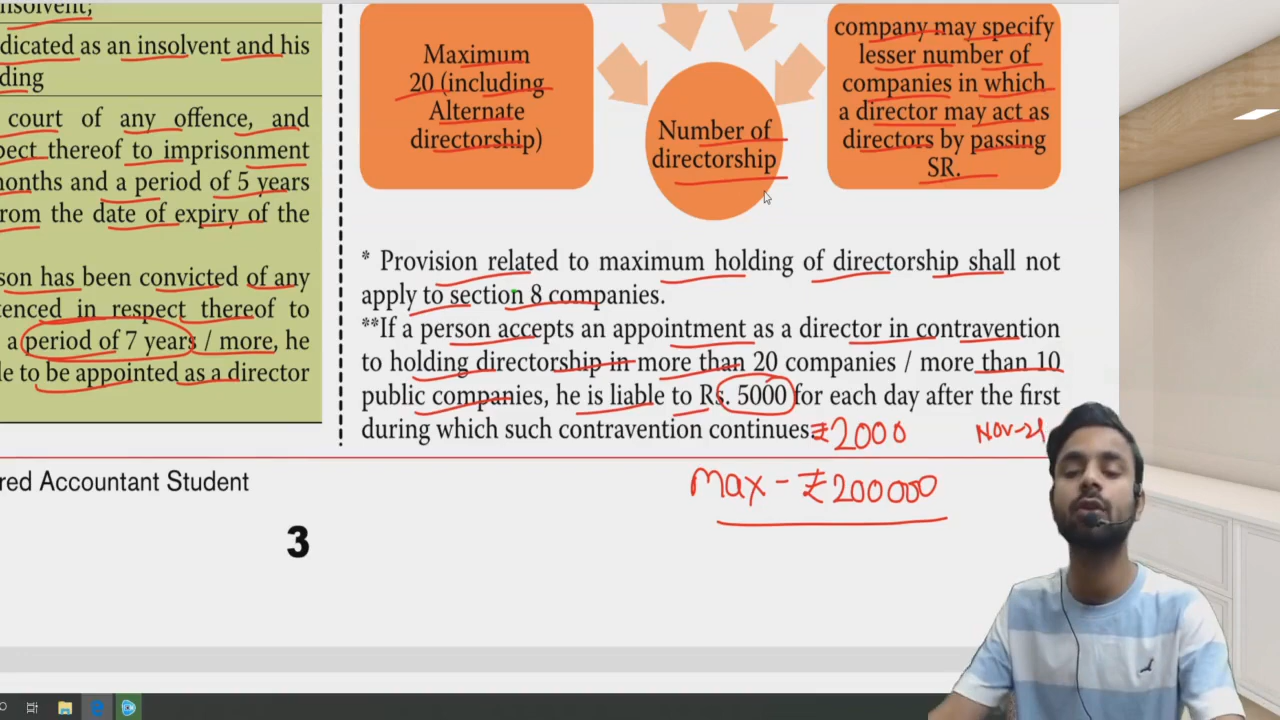 nsolvent;
dicated as an insolvent and his
ding
court of any offence, and
pect thereof to imprisonment
months and a period of 5 years
rom the date of expiry of the
son has been convicted of any
tenced in respect thereof to
a period of 7 years / more, he
le to be appointed as a director
red Accountant Student
3
Maximum
20 (including
Alternate
directorship)
Number of
directorship
company may specify
lesser number of
companies in which
a director may act as
directors by passing
SR.
* Provision related to maximum holding of directorship shall not
apply to section 8 companies.
**If a person accepts an appointment as a director in contravention
to holding directorship in more than 20 companies / more than 10
public companies, he is liable to Rs. 5000 for each day after the first
during which such contravention continues. ₹2000 Nov-21
Max - ₹200000